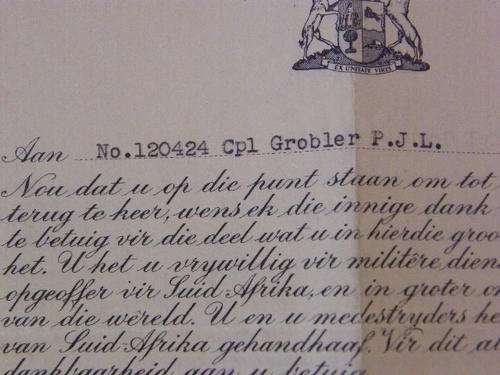 EX UNITATE VIRES
Aan No.120424 Cpl Grobler P.J.L.
Nou dat u op die punt staan om tot
terug te keer, wens ek die innige dank
te betuig vir die deel wat u in hierdie groo
het. U het u vrywillig vir militêre dien
opgeoffer vir Suid-Afrika, en in groter o
van die wêreld. U en u medestryders he
van Suid-Afrika gehandhaaf. Vir dit al
dankbaarheid aan u betuig